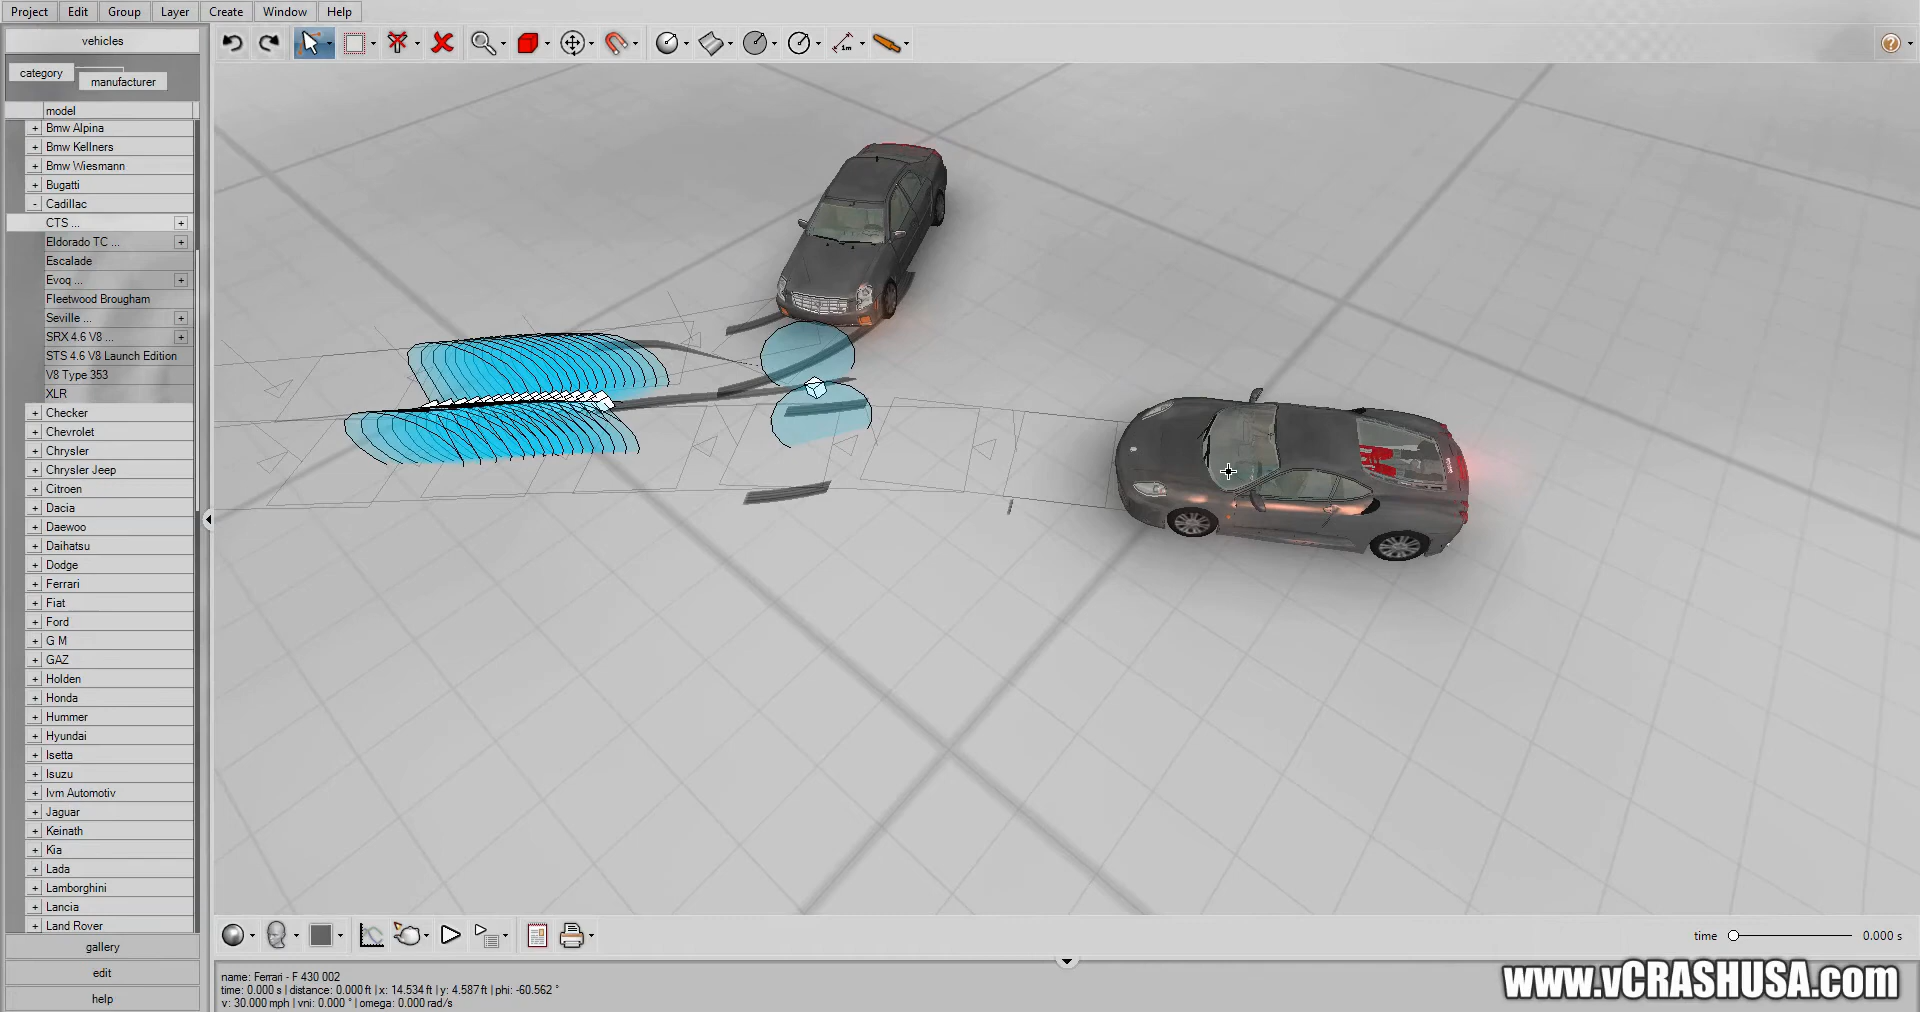 Project Edit Group Layer Create Window Help
vehicles
category
manufacturer
model
+ Bmw Alpina
+ Bmw Kellners
+ Bmw Wiesmann
+ Bugatti
- Cadillac
CTS ... +
Eldorado TC ... +
Escalade
Evoq ... +
Fleetwood Brougham
Seville ... +
SRX 4.6 V8 ... +
STS 4.6 V8 Launch Edition
V8 Type 353
XLR
+ Checker
+ Chevrolet
+ Chrysler
+ Chrysler Jeep
+ Citroen
+ Dacia
+ Daewoo
+ Daihatsu
+ Dodge
+ Ferrari
+ Fiat
+ Ford
+ G M
+ GAZ
+ Holden
+ Honda
+ Hummer
+ Hyundai
+ Isetta
+ Isuzu
+ Ivm Automotiv
+ Jaguar
+ Keinath
+ Kia
+ Lada
+ Lamborghini
+ Lancia
+ Land Rover
gallery
edit
help
1m
?
time 0.000 s
name: Ferrari - F 430 002
time: 0.000 s | distance: 0.000 ft | x: 14.534 ft | y: 4.587 ft | phi: -60.562 °
v: 30.000 mph | vni: 0.000 ° | omega: 0.000 rad/s
www.vCRASHUSA.com